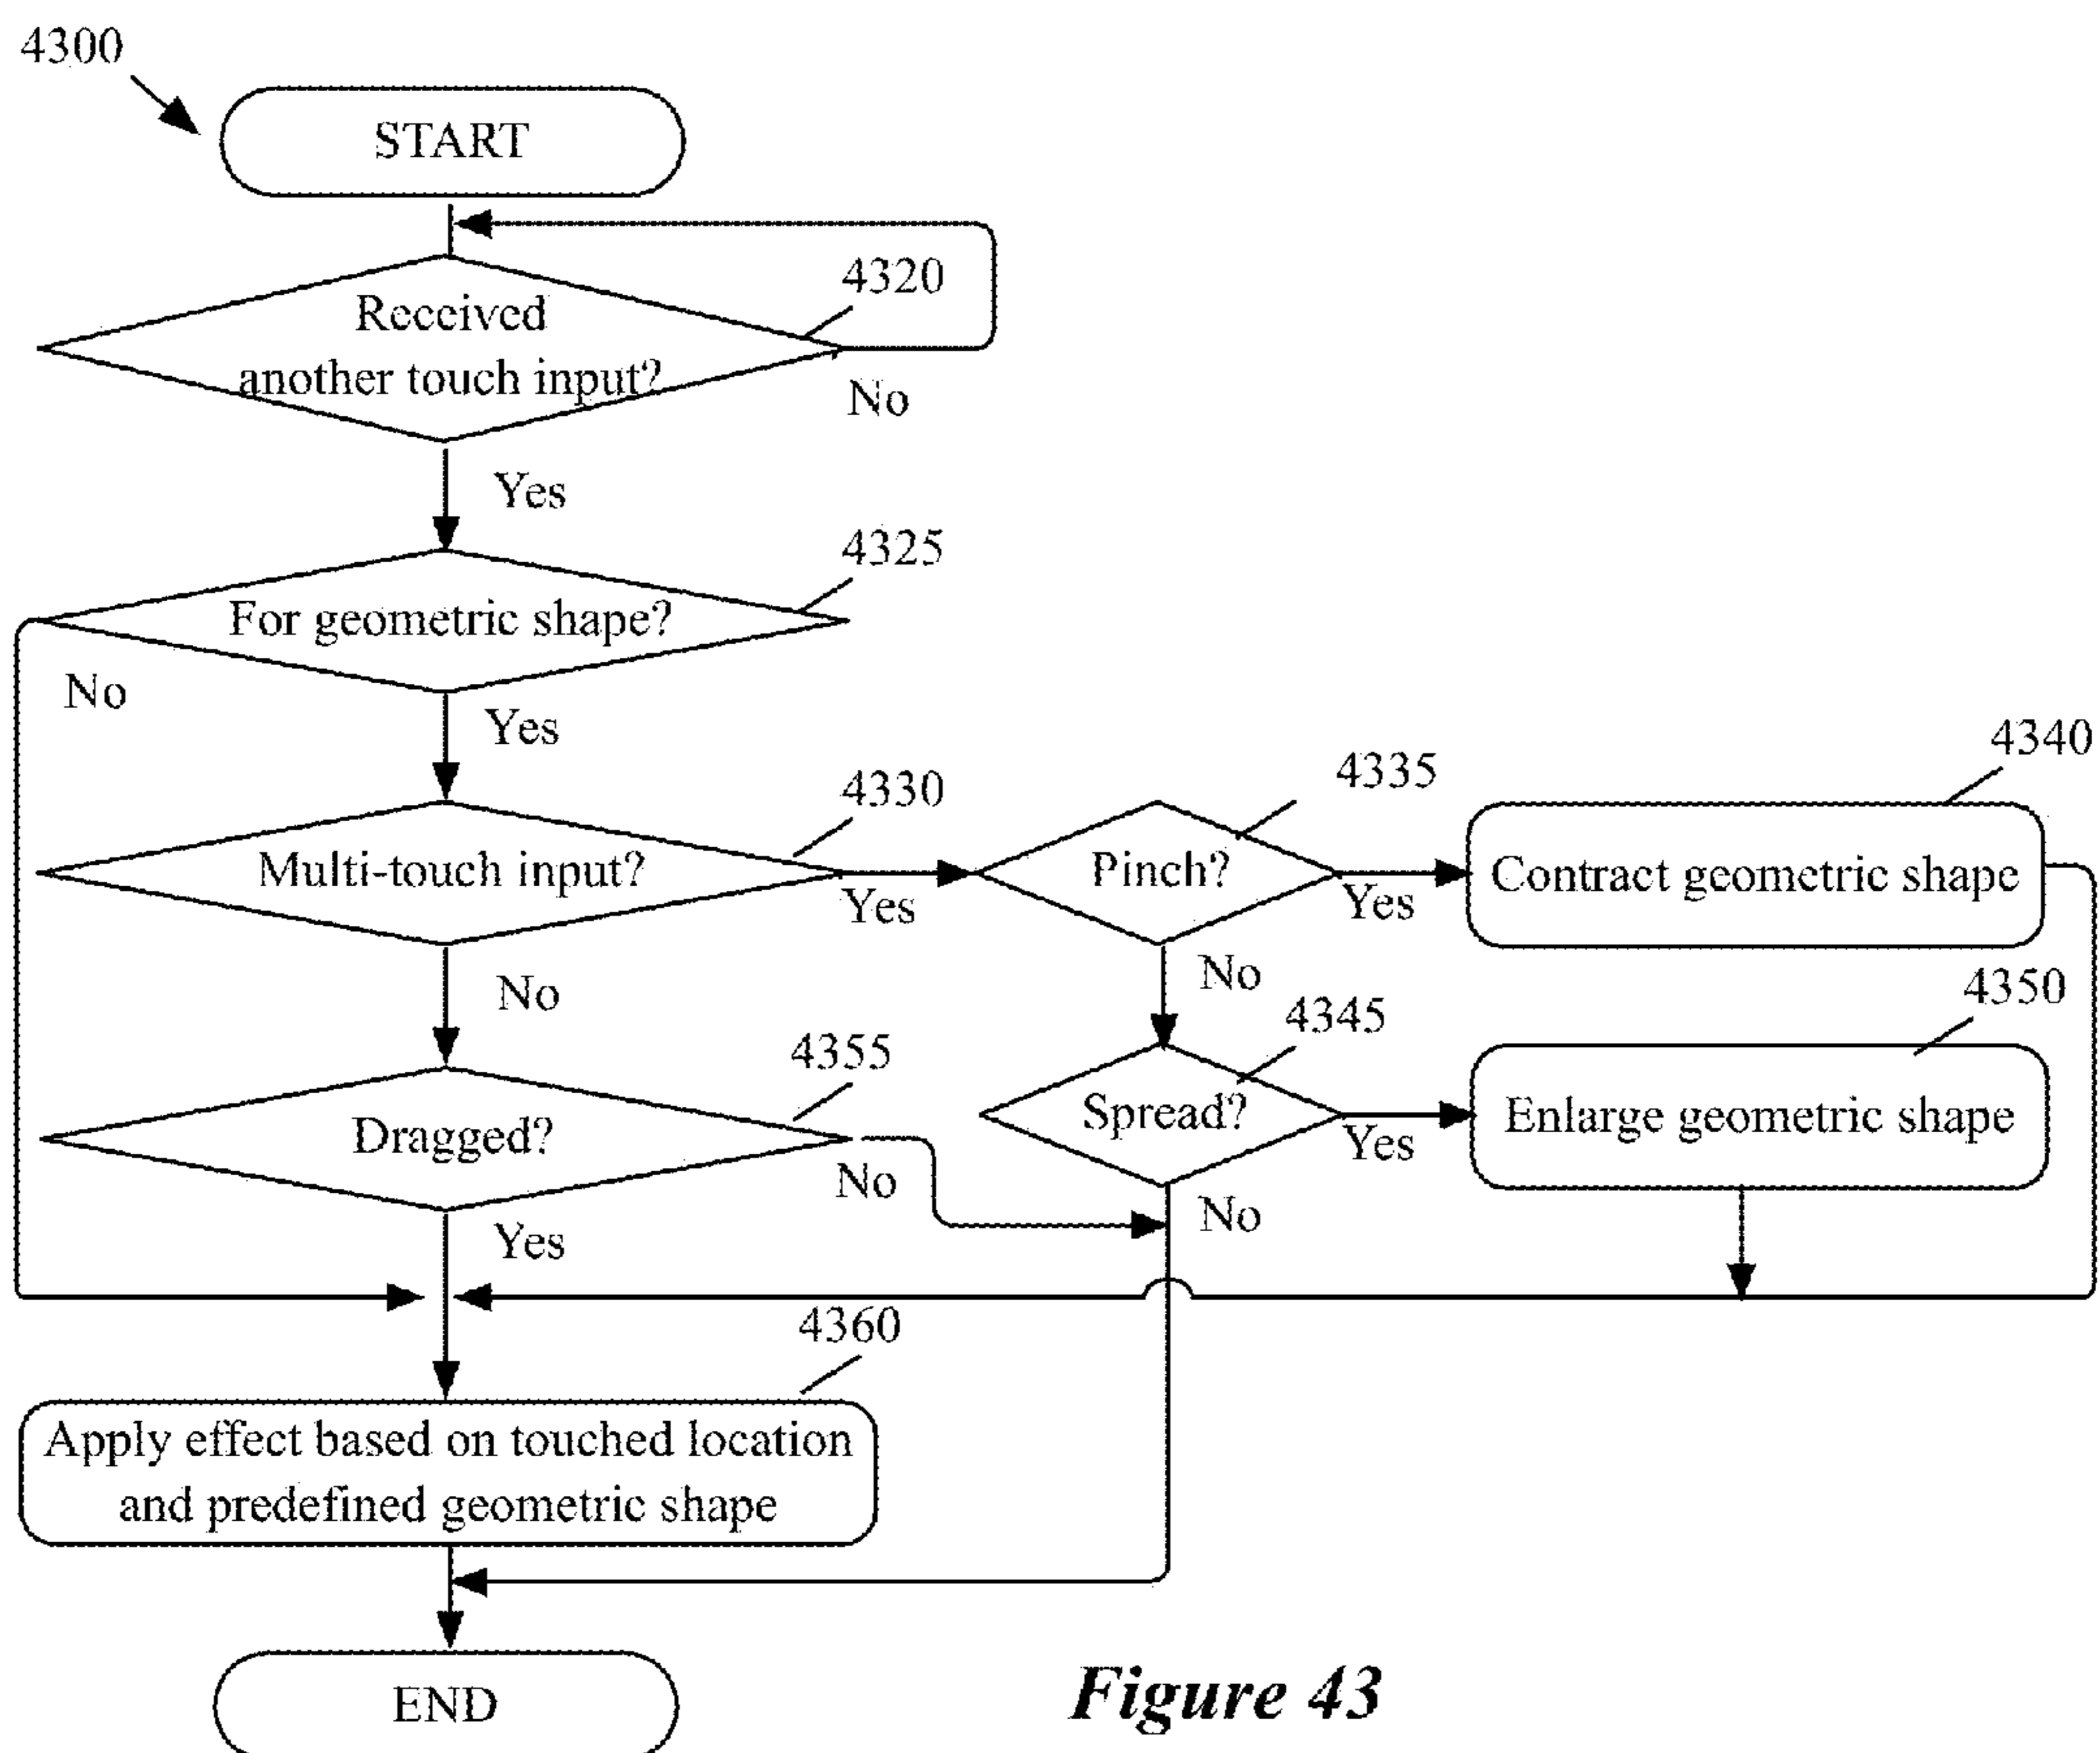 4300
START
4320
Received
another touch input?
No
Yes
4325
For geometric shape?
No
Yes
4330
Multi-touch input?
Yes
4335
Pinch?
Yes
4340
Contract geometric shape
No
No
4345
Spread?
Yes
4350
Enlarge geometric shape
4355
Dragged?
No
Yes
No
4360
Apply effect based on touched location
and predefined geometric shape
END
Figure 43